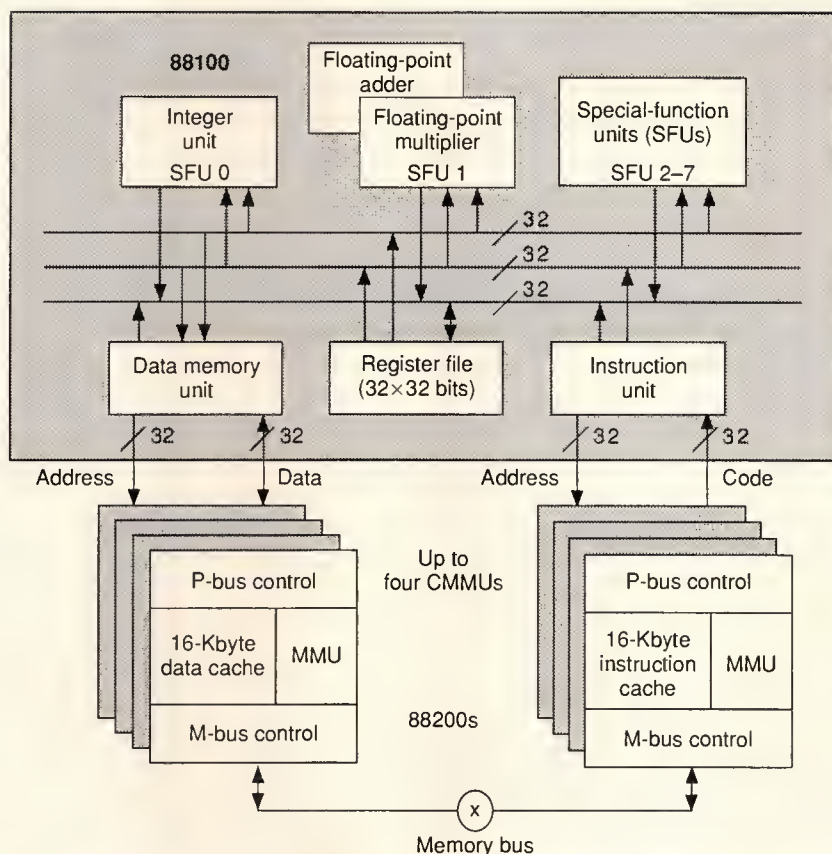 88100
Floating-point
adder
Integer
unit
SFU 0
Floating-point
multiplier
SFU 1
Special-function
units (SFUs)
SFU 2–7
32
32
32
Data memory
unit
Register file
(32×32 bits)
Instruction
unit
32
32
32
32
Address
Data
Address
Code
Up to
four CMMUs
P-bus control
16-Kbyte
data cache
MMU
M-bus control
88200s
P-bus control
16-Kbyte
instruction
cache
MMU
M-bus control
x
Memory bus